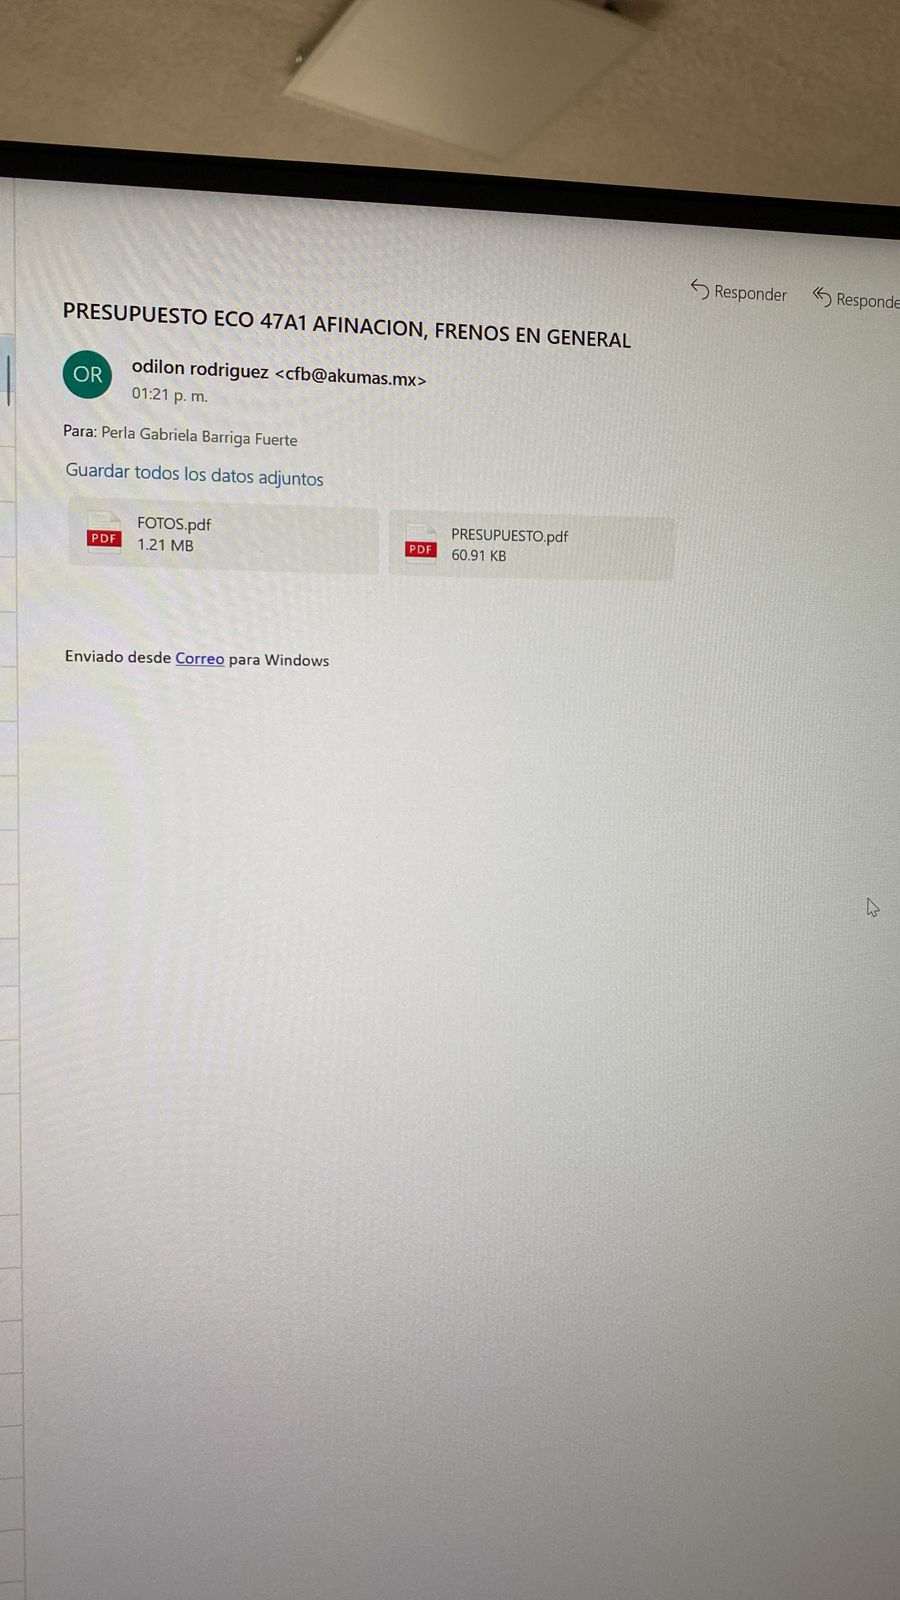 Responder
Responde
PRESUPUESTO ECO 47A1 AFINACION, FRENOS EN GENERAL
OR
odilon rodriguez <cfb@akumas.mx>
01:21 p. m.
Para: Perla Gabriela Barriga Fuerte
Guardar todos los datos adjuntos
PDF
FOTOS.pdf
1.21 MB
PDF
PRESUPUESTO.pdf
60.91 KB
Enviado desde Correo para Windows